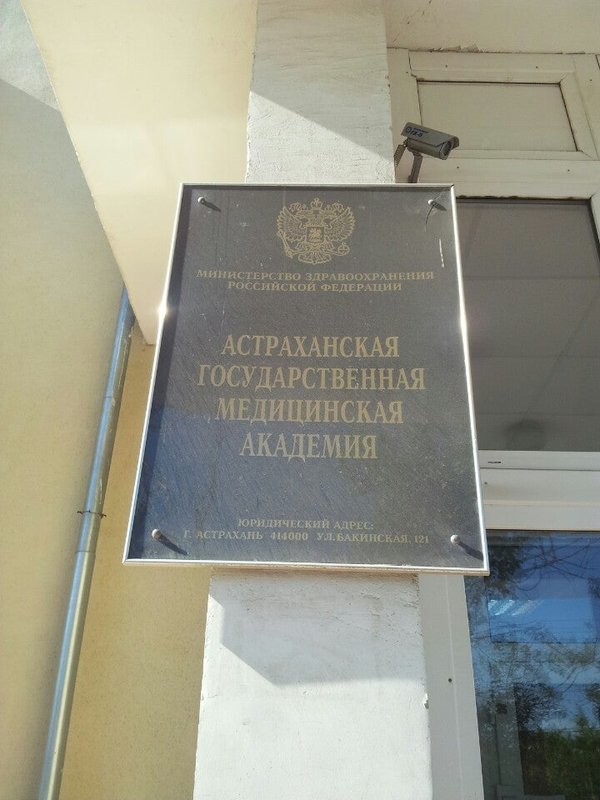 МИНИСТЕРСТВО ЗДРАВООХРАНЕНИЯ
РОССИЙСКОЙ ФЕДЕРАЦИИ
АСТРАХАНСКАЯ
ГОСУДАРСТВЕННАЯ
МЕДИЦИНСКАЯ
АКАДЕМИЯ
ЮРИДИЧЕСКИЙ АДРЕС:
Г. АСТРАХАНЬ 414000 УЛ.БАКИНСКАЯ, 121